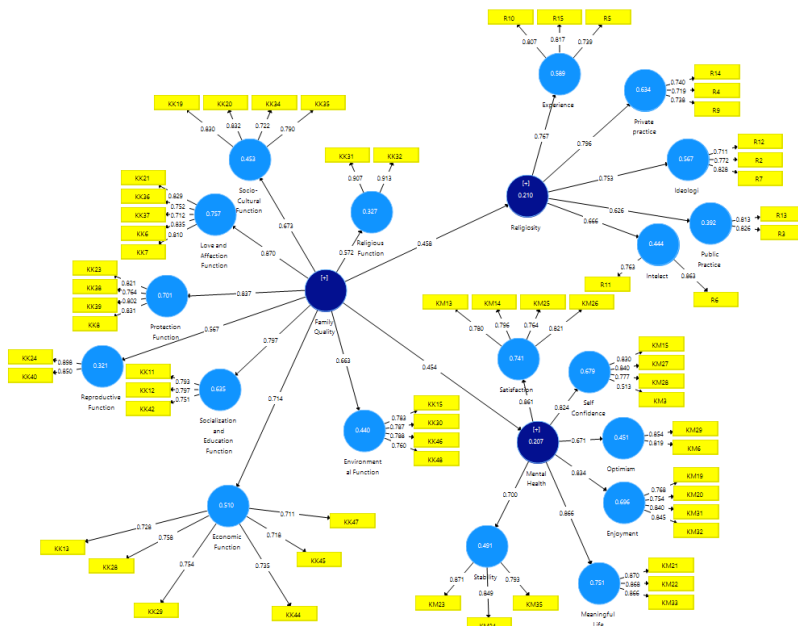 R10
R15
R5
0.807
0.817
0.739
0.589
Experience
0.767
R14
R4
R9
0.740
0.719
0.738
0.634
Private
practice
0.796
R12
R2
R7
0.711
0.772
0.828
0.567
Ideologi
0.753
R13
R3
0.813
0.826
0.392
Public
Practice
0.626
0.444
Intelect
0.666
R11
0.763
R6
0.863
[+]
0.210
Religiosity
0.458
KK19
KK20
KK34
KK35
0.830
0.832
0.722
0.790
0.453
Socio-
Cultural
Function
0.673
KK31
KK32
0.907
0.913
0.327
Religious
Function
0.572
KK21
KK36
KK37
KK6
KK7
0.829
0.752
0.712
0.835
0.810
0.757
Love and
Affection
Function
0.870
KK23
KK38
KK39
KK8
0.821
0.764
0.802
0.831
0.701
Protection
Function
0.837
[+]
Family
Quality
KK24
KK40
0.898
0.850
0.321
Reproductive
Function
0.567
KK11
KK12
KK42
0.793
0.797
0.751
0.635
Socialization
and
Education
Function
0.797
KK15
KK30
KK46
KK48
0.783
0.787
0.788
0.760
0.440
Environment
al Function
0.663
0.714
0.510
Economic
Function
KK13
KK28
KK29
KK44
KK45
KK47
0.728
0.758
0.754
0.735
0.718
0.711
0.454
KM13
KM14
KM25
KM26
0.780
0.796
0.764
0.821
0.741
Satisfaction
0.861
KM15
KM27
KM28
KM3
0.830
0.840
0.777
0.513
0.679
Self
Confidence
0.824
[+]
0.207
Mental
Health
KM29
KM6
0.854
0.819
0.451
Optimism
0.671
KM19
KM20
KM31
KM32
0.768
0.754
0.840
0.845
0.696
Enjoyment
0.834
KM21
KM22
KM33
0.870
0.868
0.866
0.751
Meaningful
Life
0.866
0.700
0.491
Stability
KM23
KM35
0.871
0.849
0.793